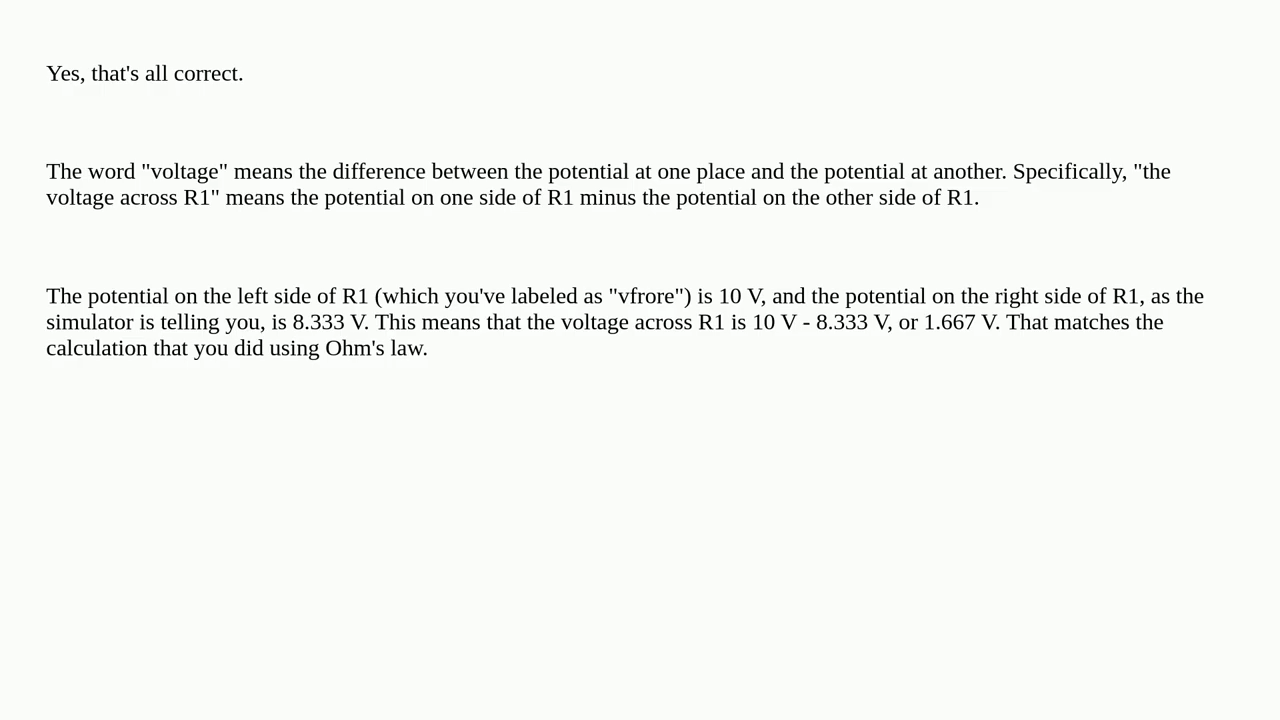 Yes, that's all correct.
The word "voltage" means the difference between the potential at one place and the potential at another. Specifically, "the
voltage across R1" means the potential on one side of R1 minus the potential on the other side of R1.
The potential on the left side of R1 (which you've labeled as "vfrore") is 10 V, and the potential on the right side of R1, as the
simulator is telling you, is 8.333 V. This means that the voltage across R1 is 10 V - 8.333 V, or 1.667 V. That matches the
calculation that you did using Ohm's law.